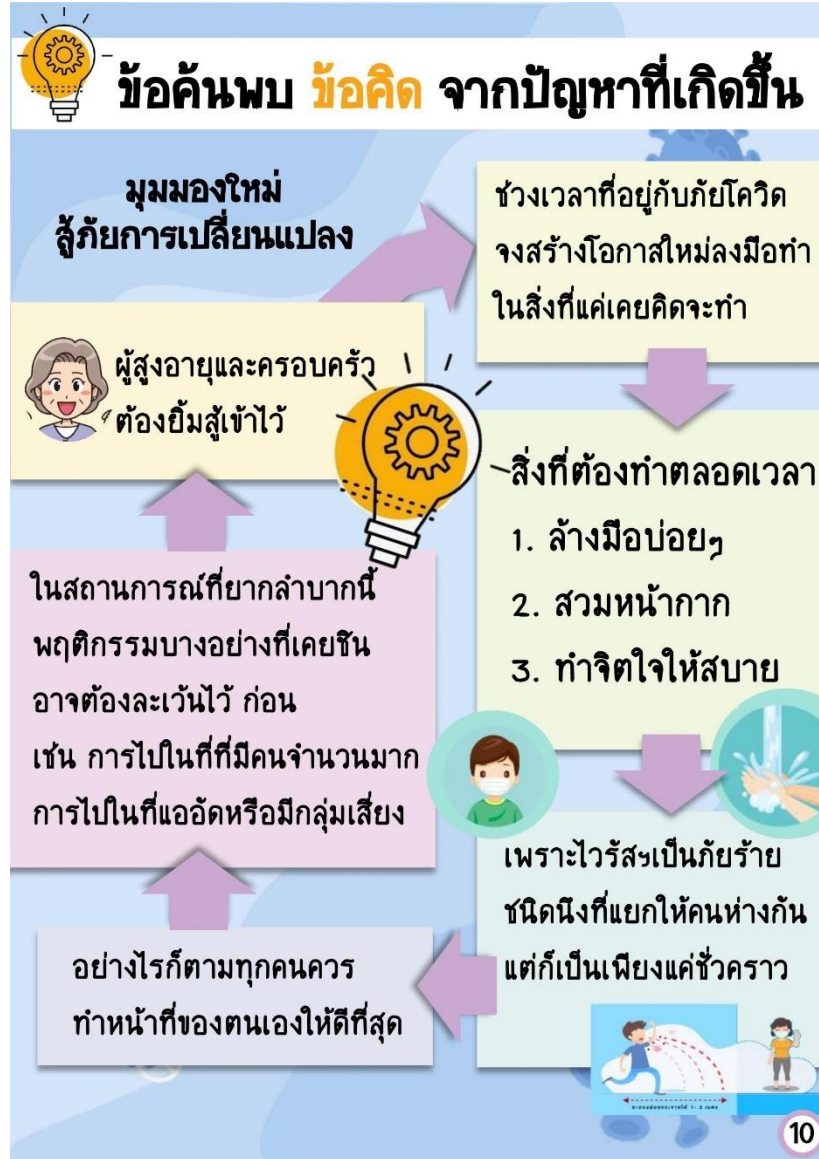 ข้อค้นพบ ข้อคิด จากปัญหาที่เกิดขึ้น
มุมมองใหม่
สู้ภัยการเปลี่ยนแปลง
ช่วงเวลาที่อยู่กับภัยโควิด
จงสร้างโอกาสใหม่ลงมือทำ
ในสิ่งที่แค่เคยคิดจะทำ
สิ่งที่ต้องทำตลอดเวลา
1. ล้างมือบ่อยๆ
2. สวมหน้ากาก
3. ทำจิตใจให้สบาย
เพราะไวรัสฯเป็นภัยร้าย
ชนิดนึงที่แยกให้คนห่างกัน
แต่ก็เป็นเพียงแค่ชั่วคราว
อย่างไรก็ตามทุกคนควร
ทำหน้าที่ของตนเองให้ดีที่สุด
ในสถานการณ์ที่ยากลำบากนี้
พฤติกรรมบางอย่างที่เคยชิน
อาจต้องละเว้นไว้ ก่อน
เช่น การไปในที่ที่มีคนจำนวนมาก
การไปในที่แออัดหรือมีกลุ่มเสี่ยง
ผู้สูงอายุและครอบครัว
ต้องยิ้มสู้เข้าไว้
10